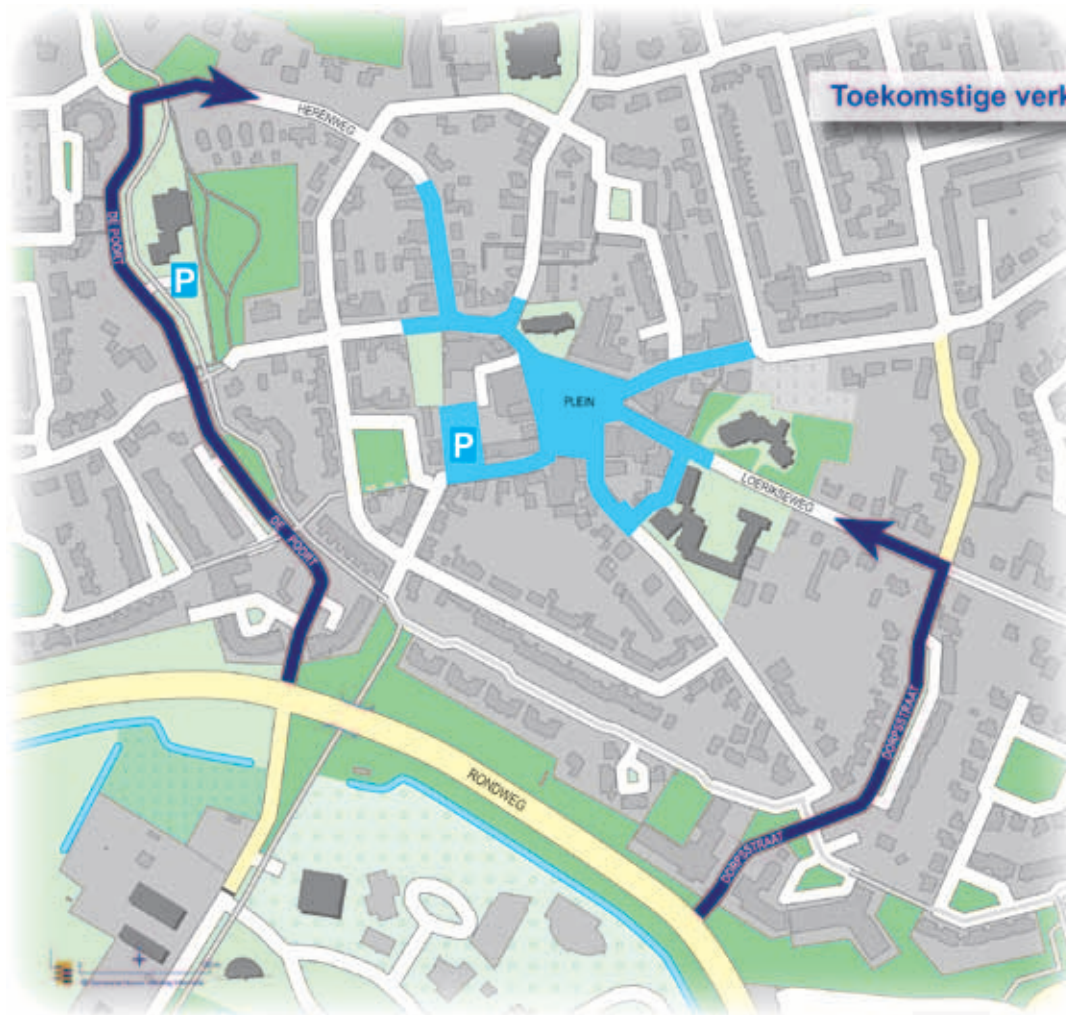 Toekomstige verk
HERENWEG
DE POORT
P
PLEIN
P
LOERIKSEWEG
DE POORT
DORPSSTRAAT
RONDWEG
DORPSSTRAAT